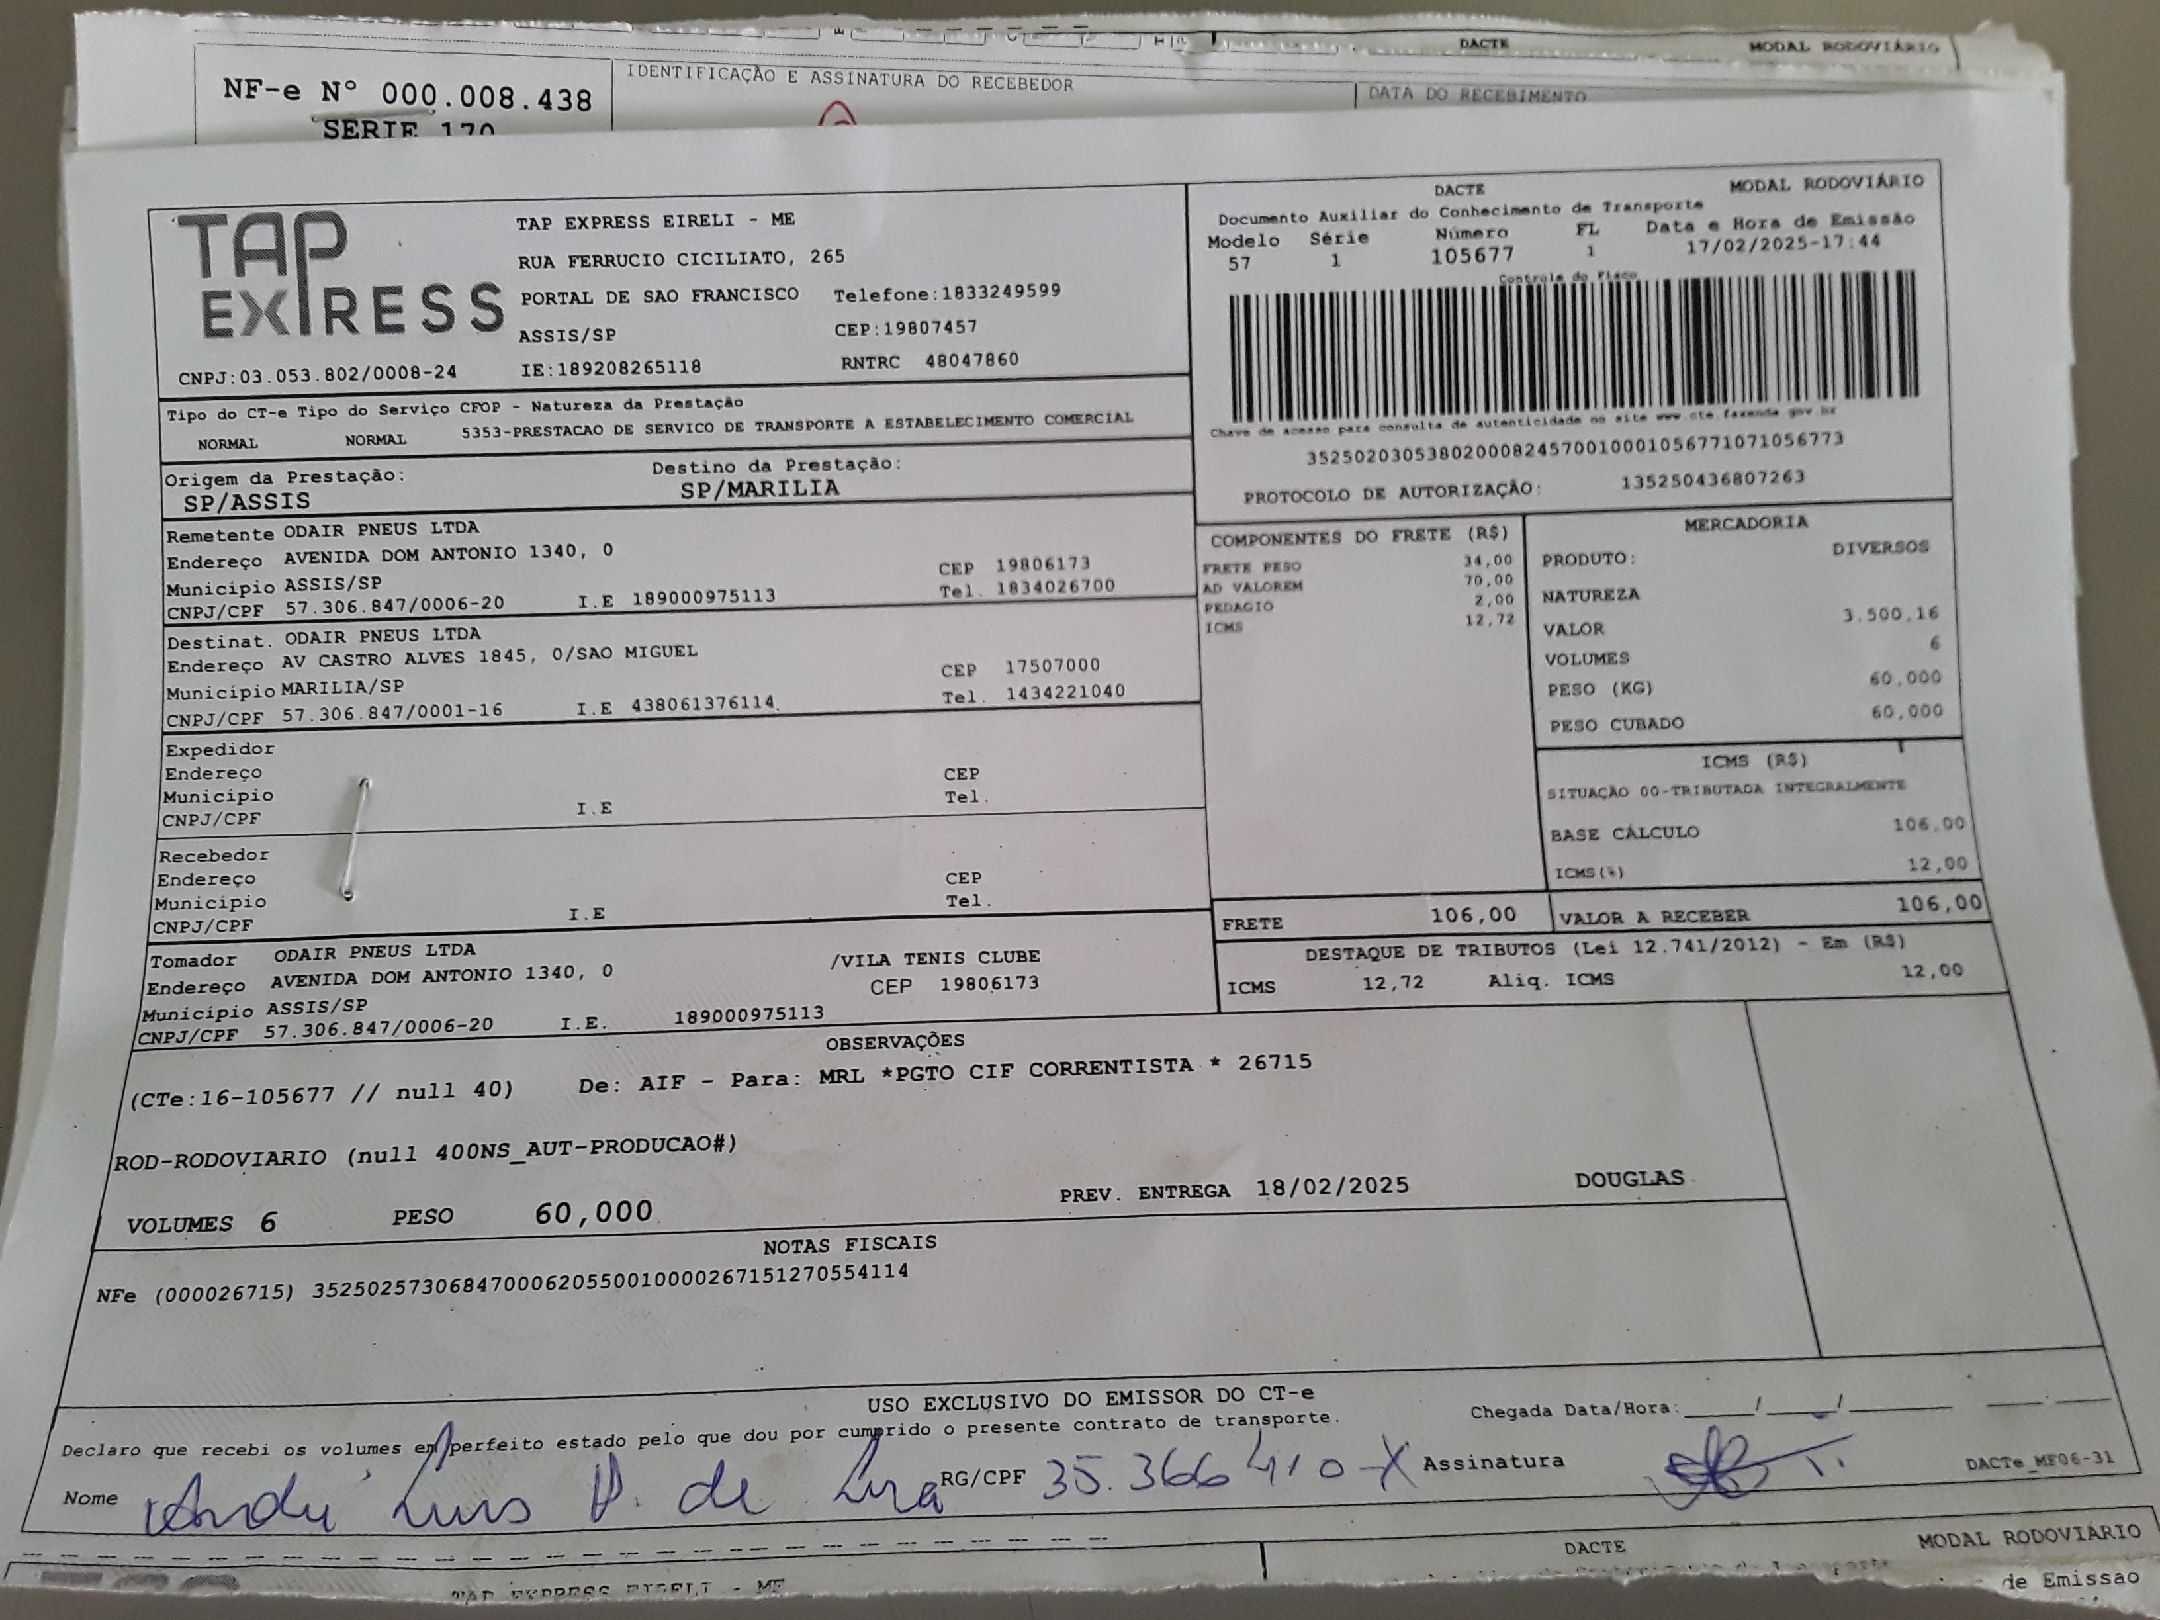 DACTE MODAL RODOVIÁRIO
NF-e N° 000.008.438 IDENTIFICAÇÃO E ASSINATURA DO RECEBEDOR DATA DO RECEBIMENTO
SERIE 170
TAP EXPRESS
TAP EXPRESS EIRELI - ME
RUA FERRUCIO CICILIATO, 265
PORTAL DE SAO FRANCISCO Telefone:1833249599
ASSIS/SP CEP:19807457
CNPJ:03.053.802/0008-24 IE:189208265118 RNTRC 48047860
DACTE MODAL RODOVIÁRIO
Documento Auxiliar do Conhecimento de Transporte
Modelo Série Número FL Data e Hora de Emissão
57 1 105677 1 17/02/2025-17:44
Controle do Fisco
Chave de acesso para consulta de autenticidade no site www.cte.fazenda.gov.br
35250203053802000824570010001056771071056773
PROTOCOLO DE AUTORIZAÇÃO: 135250436807263
Tipo do CT-e Tipo do Serviço CFOP - Natureza da Prestação
NORMAL NORMAL 5353-PRESTACAO DE SERVICO DE TRANSPORTE A ESTABELECIMENTO COMERCIAL
Origem da Prestação: Destino da Prestação:
SP/ASSIS SP/MARILIA
Remetente ODAIR PNEUS LTDA
Endereço AVENIDA DOM ANTONIO 1340, 0
Município ASSIS/SP CEP 19806173
CNPJ/CPF 57.306.847/0006-20 I.E 189000975113 Tel. 1834026700
Destinat. ODAIR PNEUS LTDA
Endereço AV CASTRO ALVES 1845, 0/SAO MIGUEL
Município MARILIA/SP CEP 17507000
CNPJ/CPF 57.306.847/0001-16 I.E 438061376114 Tel. 1434221040
Expedidor
Endereço CEP
Município Tel.
CNPJ/CPF I.E
Recebedor
Endereço CEP
Município Tel.
CNPJ/CPF I.E
Tomador ODAIR PNEUS LTDA /VILA TENIS CLUBE
Endereço AVENIDA DOM ANTONIO 1340, 0 CEP 19806173
Município ASSIS/SP
CNPJ/CPF 57.306.847/0006-20 I.E. 189000975113
COMPONENTES DO FRETE (R$)
FRETE PESO 34,00
AD VALOREM 70,00
PEDAGIO 2,00
ICMS 12,72
MERCADORIA
PRODUTO: DIVERSOS
NATUREZA
VALOR 3.500,16
VOLUMES 6
PESO (KG) 60,000
PESO CUBADO 60,000
ICMS (R$)
SITUAÇÃO 00-TRIBUTADA INTEGRALMENTE
BASE CÁLCULO 106,00
ICMS(%) 12,00
FRETE 106,00 VALOR A RECEBER 106,00
DESTAQUE DE TRIBUTOS (Lei 12.741/2012) - Em (R$)
ICMS 12,72 Aliq. ICMS 12,00
OBSERVAÇÕES
(CTe:16-105677 // null 40) De: AIF - Para: MRL *PGTO CIF CORRENTISTA * 26715
ROD-RODOVIARIO (null 400NS_AUT-PRODUCAO#)
VOLUMES 6 PESO 60,000 PREV. ENTREGA 18/02/2025 DOUGLAS
NOTAS FISCAIS
NFe (000026715) 35250257306847000620550010000267151270554114
USO EXCLUSIVO DO EMISSOR DO CT-e
Declaro que recebi os volumes em perfeito estado pelo que dou por cumprido o presente contrato de transporte. Chegada Data/Hora:____/____/______
Nome André Luis P. de Lira RG/CPF 35.366 410-X Assinatura
DACTe_MF06-31
DACTE MODAL RODOVIARIO
TAP EXPRESS EIRELI - ME
de Emissao